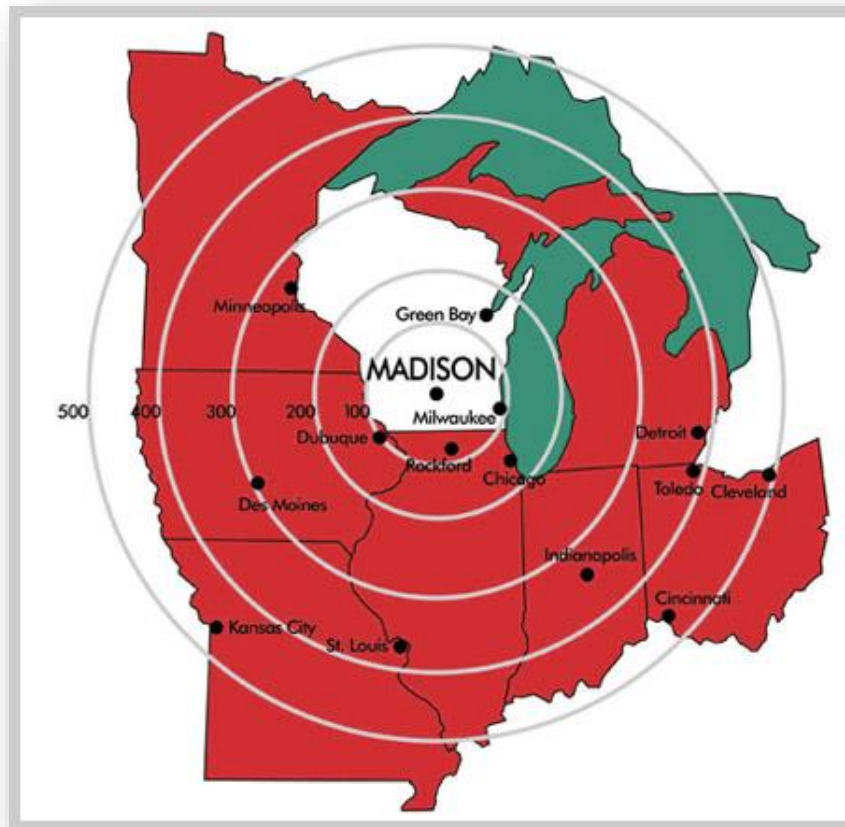 Minneapolis
Green Bay
MADISON
500 400 300 200 100
Milwaukee
Dubuque
Detroit
Rockford
Chicago
Toledo
Cleveland
Des Moines
Indianapolis
Cincinnati
Kansas City
St. Louis